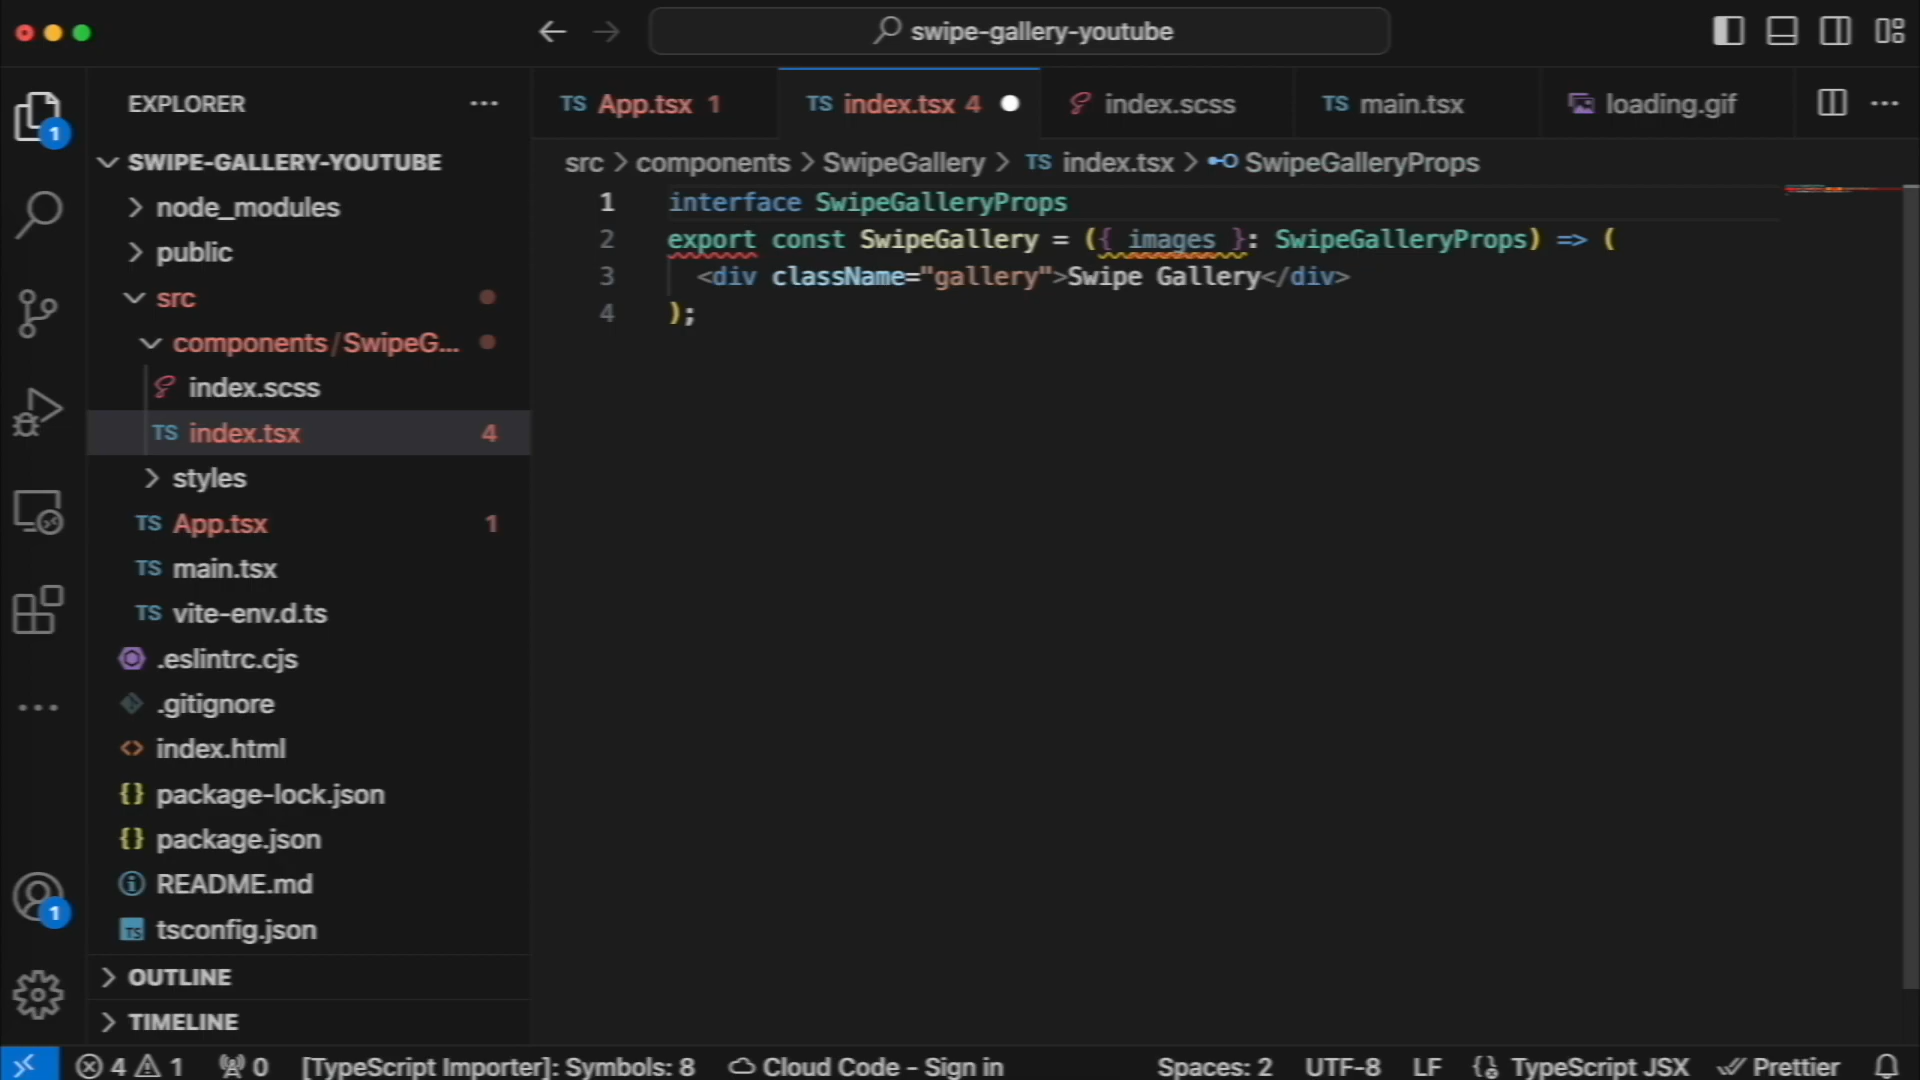 swipe-gallery-youtube
EXPLORER
TS App.tsx 1
TS index.tsx 4
index.scss
TS main.tsx
loading.gif
1
SWIPE-GALLERY-YOUTUBE
node_modules
public
src
components/SwipeG...
index.scss
TS index.tsx 4
styles
TS App.tsx 1
TS main.tsx
TS vite-env.d.ts
.eslintrc.cjs
.gitignore
<> index.html
{} package-lock.json
{} package.json
README.md
TS tsconfig.json
1
OUTLINE
TIMELINE
src > components > SwipeGallery > TS index.tsx > SwipeGalleryProps
1 interface SwipeGalleryProps
2 export const SwipeGallery = ({ images }: SwipeGalleryProps) => (
3 <div className="gallery">Swipe Gallery</div>
4 );
4 1 0 [TypeScript Importer]: Symbols: 8 Cloud Code - Sign in Spaces: 2 UTF-8 LF TypeScript JSX Prettier